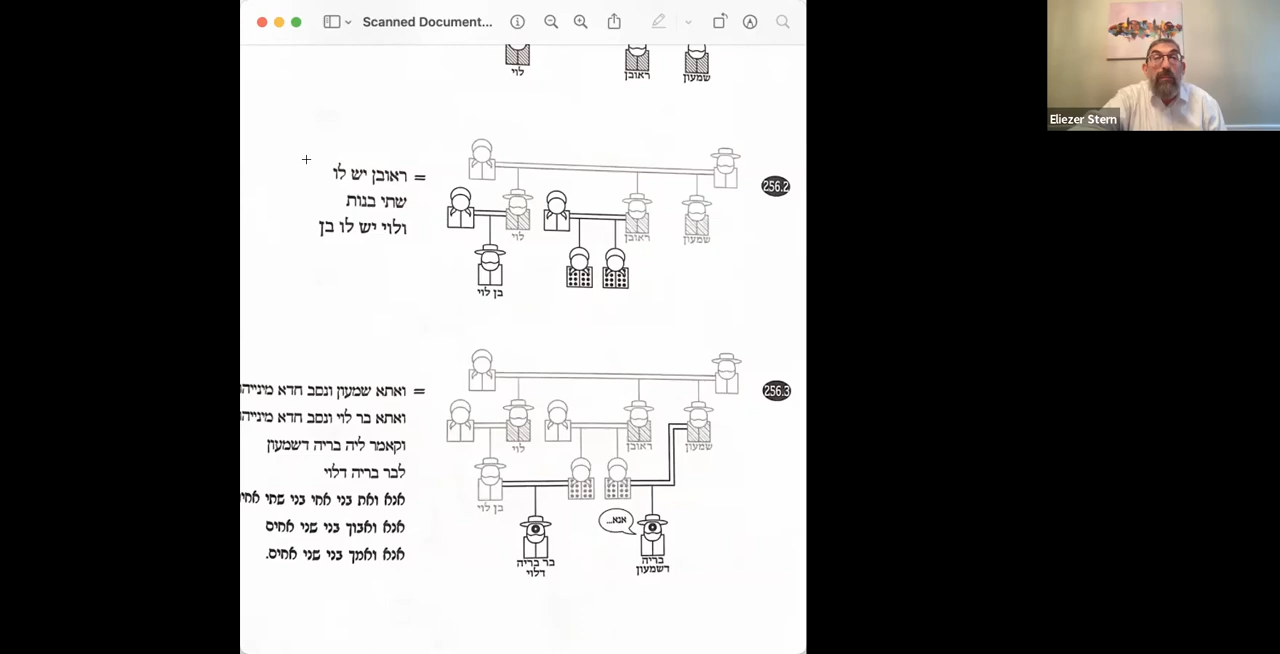 Scanned Document...
Eliezer Stern
לוי
ראובן
שמעון
256.2
= ראובן יש לו
שתי בנות
ולוי יש לו בן
לוי
ראובן
שמעון
בן לוי
256.3
= ואתא שמעון ונסב חדא מינייהו
ואתא בר לוי ונסב חדא מינייהו
וקאמר ליה בריה דשמעון
לבר בריה דלוי
אנא ואת בני אחי בני שתי
אנא ואבוך בני שני אחים
אנא ואמך בני שני אחים.
לוי
ראובן
שמעון
בן לוי
אנא...
בר בריה
דלוי
בריה
דשמעון